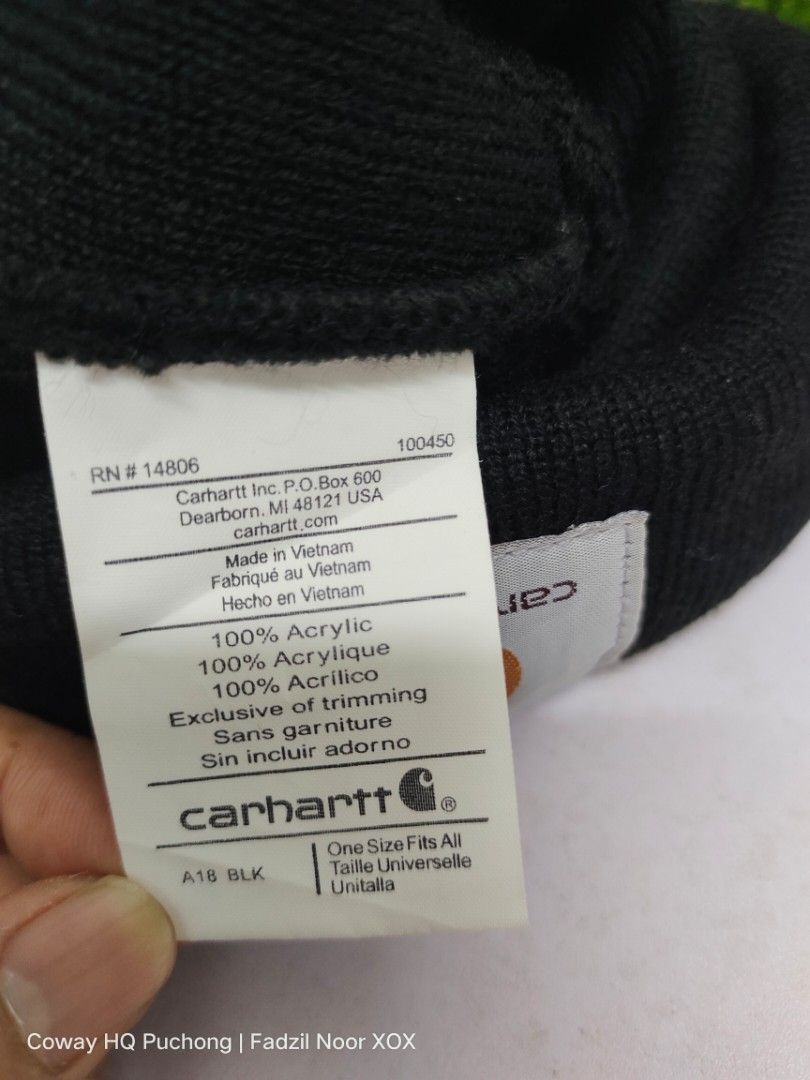 RN # 14806
100450
Carhartt Inc. P.O.Box 600
Dearborn. MI 48121 USA
carhartt.com
Made in Vietnam
Fabriqué au Vietnam
Hecho en Vietnam
100% Acrylic
100% Acrylique
100% Acrílico
Exclusive of trimming
Sans garniture
Sin incluir adorno
carhartt ®
A18 BLK
One Size Fits All
Taille Universelle
Unitalla
Coway HQ Puchong | Fadzil Noor XOX